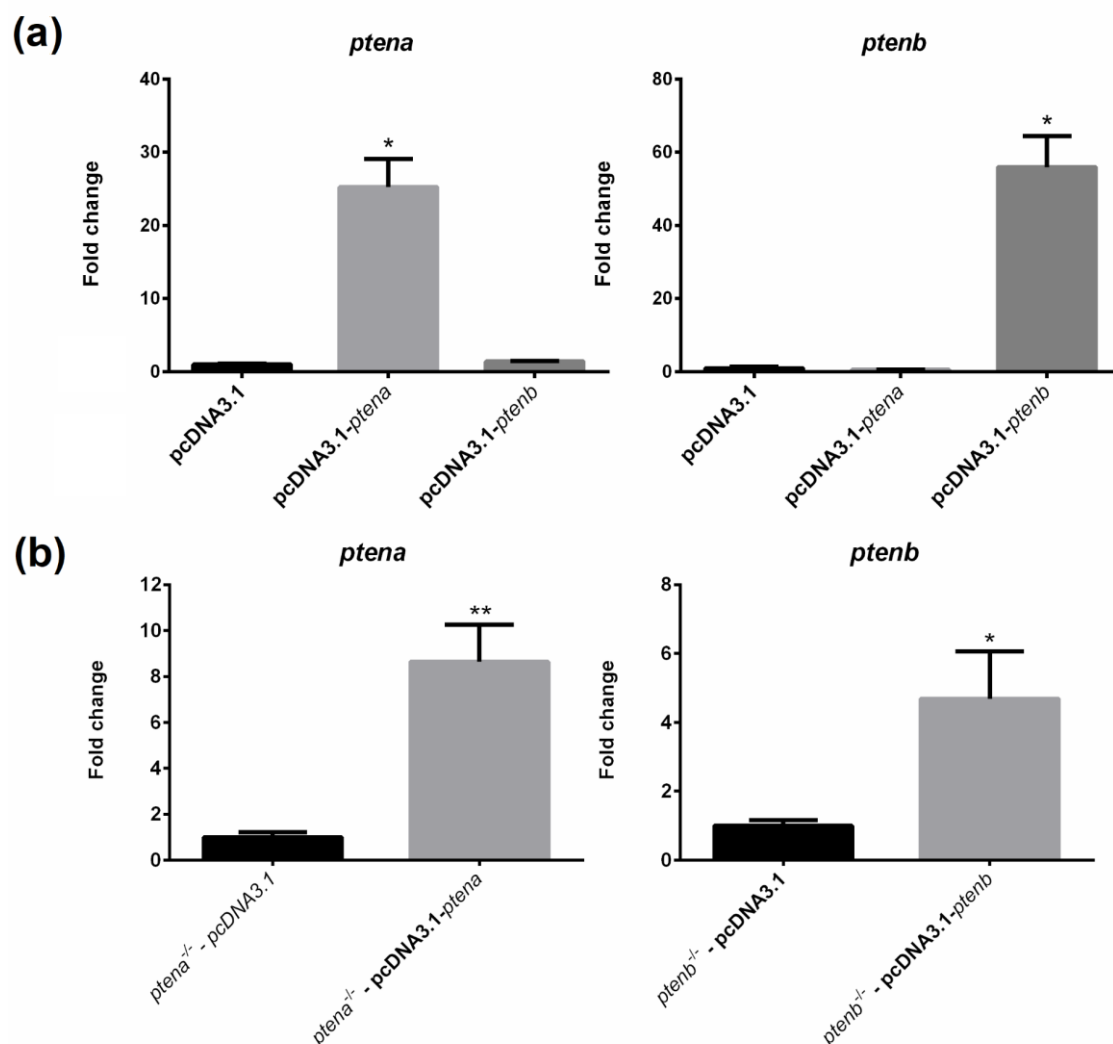 (a)
ptena
Fold change
40
30
20
10
0
*
pcDNA3.1
pcDNA3.1-ptena
pcDNA3.1-ptenb
ptenb
Fold change
80
60
40
20
0
*
pcDNA3.1
pcDNA3.1-ptena
pcDNA3.1-ptenb
(b)
ptena
Fold change
12
10
8
6
4
2
0
**
ptena⁻/⁻ - pcDNA3.1
ptena⁻/⁻ - pcDNA3.1-ptena
ptenb
Fold change
8
6
4
2
0
*
ptenb⁻/⁻ - pcDNA3.1
ptenb⁻/⁻ - pcDNA3.1-ptenb